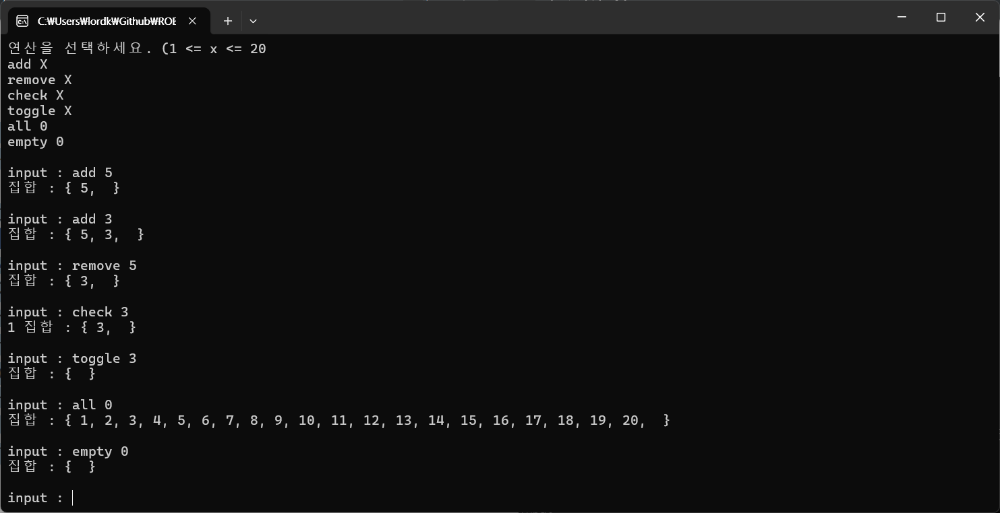 C:₩Users₩lordk₩Github₩ROE
연산을 선택하세요. (1 <= x <= 20
add X
remove X
check X
toggle X
all 0
empty 0
input : add 5
집합 : { 5,  }
input : add 3
집합 : { 5, 3,  }
input : remove 5
집합 : { 3,  }
input : check 3
1 집합 : { 3,  }
input : toggle 3
집합 : {  }
input : all 0
집합 : { 1, 2, 3, 4, 5, 6, 7, 8, 9, 10, 11, 12, 13, 14, 15, 16, 17, 18, 19, 20,  }
input : empty 0
집합 : {  }
input :